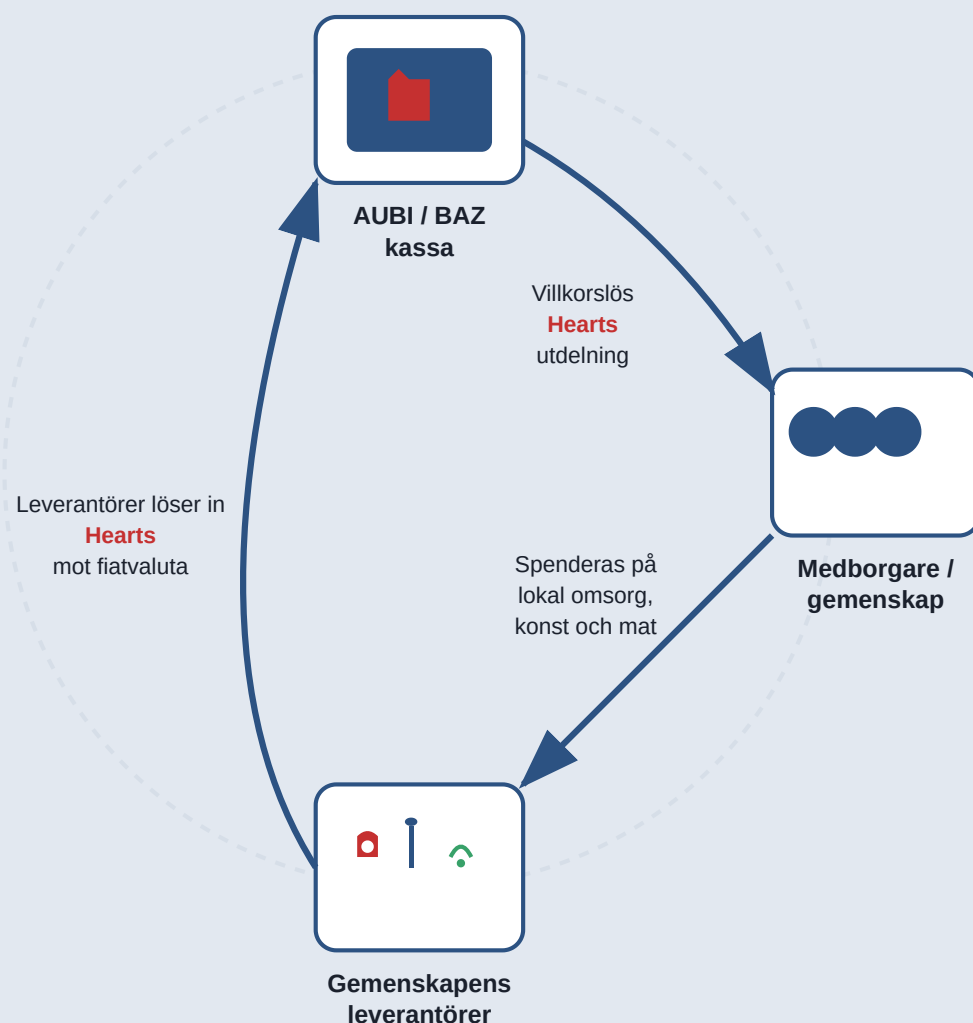 AUBI / BAZ
kassa
Villkorslös
Hearts
utdelning
Leverantörer löser in
Hearts
mot fiatvaluta
Spenderas på
lokal omsorg,
konst och mat
Medborgare /
gemenskap
Gemenskapens
leverantörer